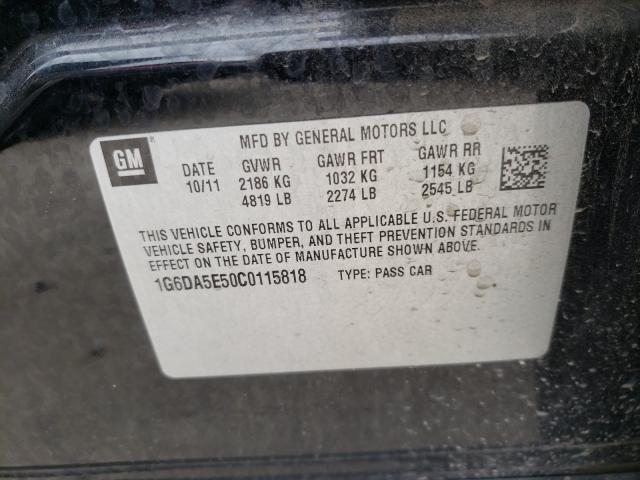 MFD BY GENERAL MOTORS LLC
GM
DATE GVWR GAWR FRT GAWR RR
10/11 2186 KG 1032 KG 1154 KG
4819 LB 2274 LB 2545 LB
THIS VEHICLE CONFORMS TO ALL APPLICABLE U.S. FEDERAL MOTOR
VEHICLE SAFETY, BUMPER, AND THEFT PREVENTION STANDARDS IN
EFFECT ON THE DATE OF MANUFACTURE SHOWN ABOVE.
1G6DA5E50C0115818 TYPE: PASS CAR